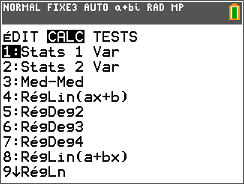 NORMAL FIXE3 AUTO a+bi RAD MP
ÉDIT CALC TESTS
1:Stats 1 Var
2:Stats 2 Var
3:Med-Med
4:RégLin(ax+b)
5:RégDeg2
6:RégDeg3
7:RégDeg4
8:RégLin(a+bx)
9↓RégLn